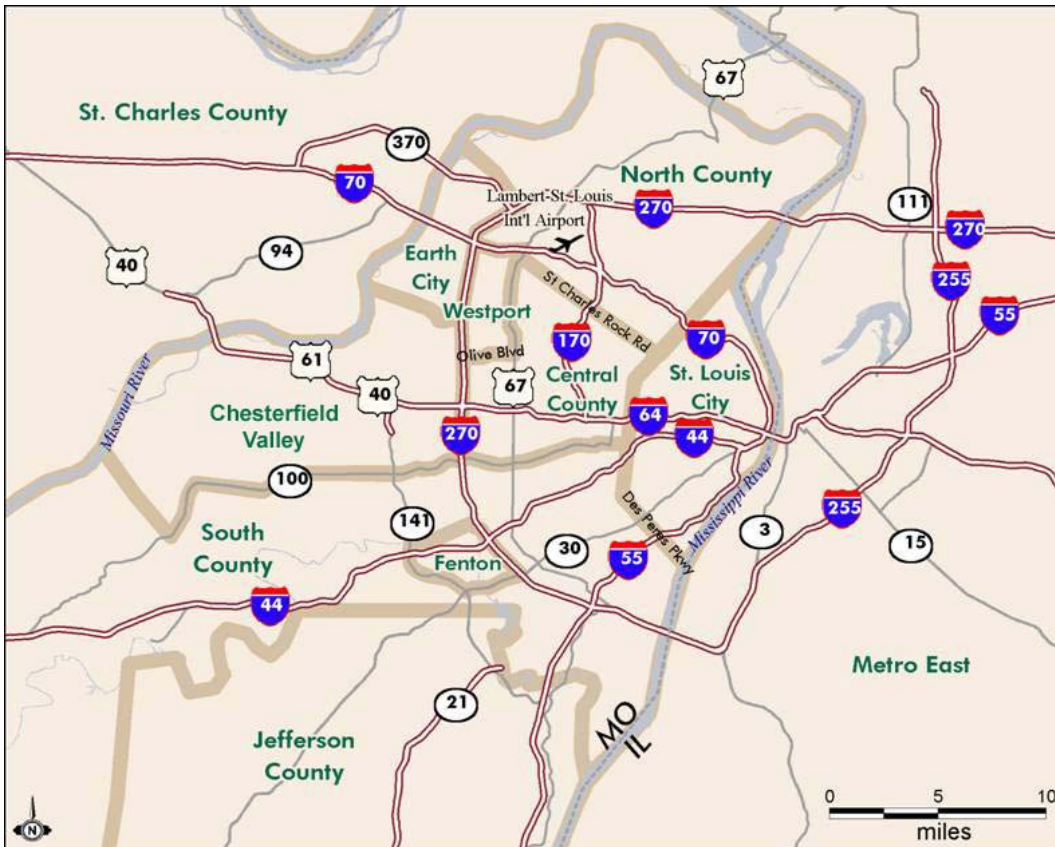 67
St. Charles County
370
70
North County
Lambert-St. Louis
Int'l Airport
270
111
270
94
40
Earth
City
255
St Charles Rock Rd
Westport
55
170
70
61
Olive Blvd
67
Central
County
St. Louis
City
40
Missouri River
Chesterfield
Valley
64
44
270
100
Mississippi River
255
Des Peres Pkwy
141
South
County
30
3
15
55
Fenton
44
Metro East
21
MO
IL
Jefferson
County
0
5
10
miles
N